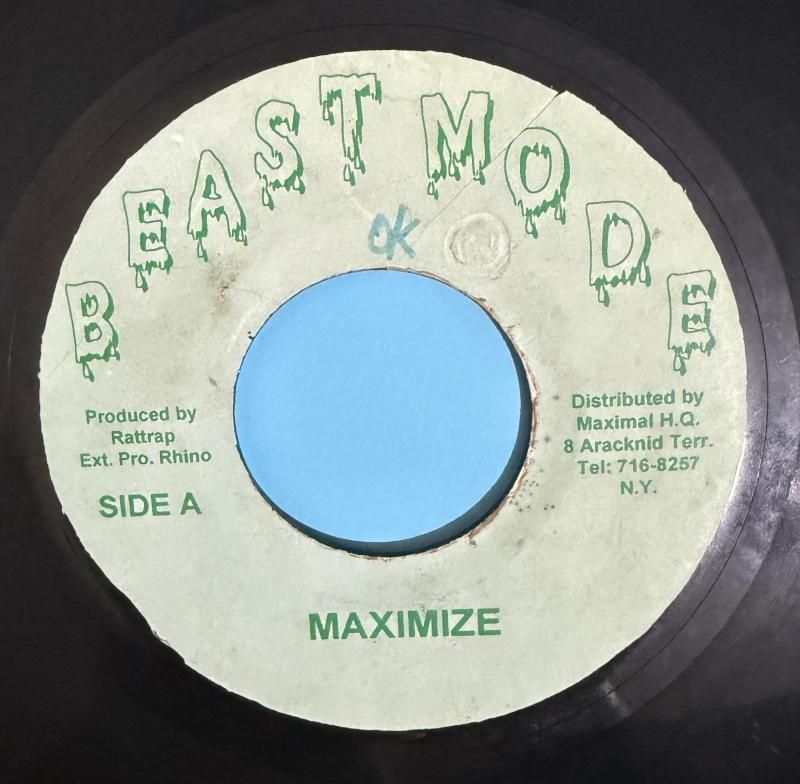 BEAST MODE
OK
Produced by
Rattrap
Ext. Pro. Rhino
SIDE A
Distributed by
Maximal H.Q.
8 Aracknid Terr.
Tel: 716-8257
N.Y.
MAXIMIZE